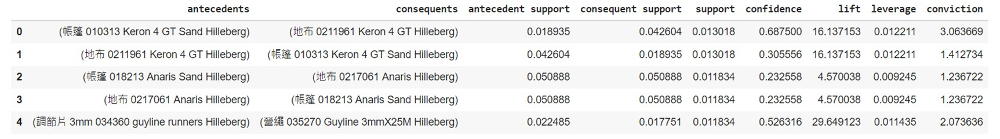 antecedents consequents antecedent support consequent support support confidence lift leverage conviction
0 (帳篷 010313 Keron 4 GT Sand Hilleberg) (地布 0211961 Keron 4 GT Hilleberg) 0.018935 0.042604 0.013018 0.687500 16.137153 0.012211 3.063669
1 (地布 0211961 Keron 4 GT Hilleberg) (帳篷 010313 Keron 4 GT Sand Hilleberg) 0.042604 0.018935 0.013018 0.305556 16.137153 0.012211 1.412734
2 (帳篷 018213 Anaris Sand Hilleberg) (地布 0217061 Anaris Hilleberg) 0.050888 0.050888 0.011834 0.232558 4.570038 0.009245 1.236722
3 (地布 0217061 Anaris Hilleberg) (帳篷 018213 Anaris Sand Hilleberg) 0.050888 0.050888 0.011834 0.232558 4.570038 0.009245 1.236722
4 (調節片 3mm 034360 guyline runners Hilleberg) (營繩 035270 Guyline 3mmX25M Hilleberg) 0.022485 0.017751 0.011834 0.526316 29.649123 0.011435 2.073636